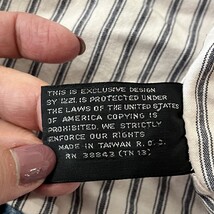 THIS IS EXCLUSIVE DESIGN
BY IZZI, IS PROTECTED UNDER
THE LAWS OF THE UNITED STATES
OF AMERICA COPYING IS
PROHIBITED, WE STRICTLY
ENFORCE OUR RIGHTS
MADE IN TAIWAN R.O.C.
RN 38843 (TN 13)